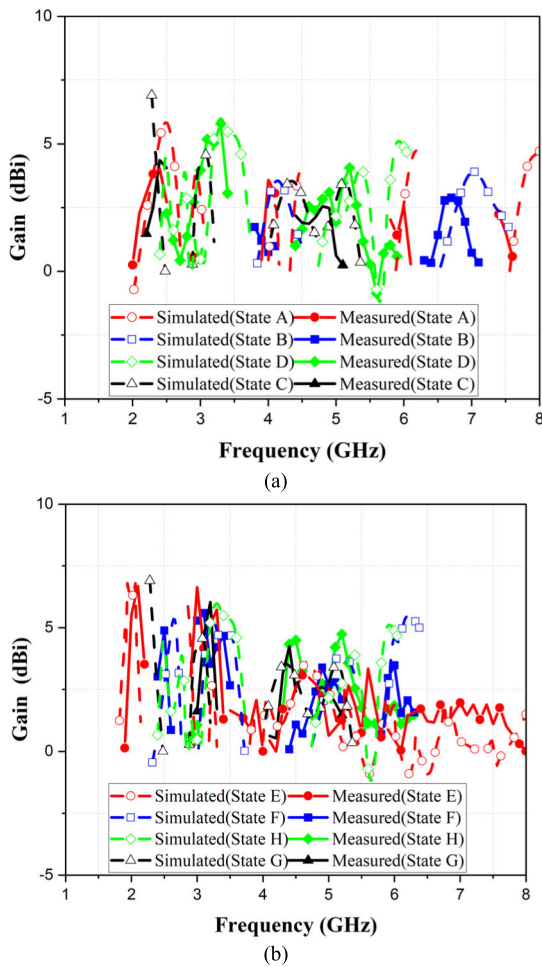 10
5
0
-5
Gain (dBi)
Simulated(State A) Measured(State A)
Simulated(State B) Measured(State B)
Simulated(State D) Measured(State D)
Simulated(State C) Measured(State C)
1 2 3 4 5 6 7 8
Frequency (GHz)
(a)
10
5
0
-5
Gain (dBi)
Simulated(State E) Measured(State E)
Simulated(State F) Measured(State F)
Simulated(State H) Measured(State H)
Simulated(State G) Measured(State G)
1 2 3 4 5 6 7 8
Frequency (GHz)
(b)